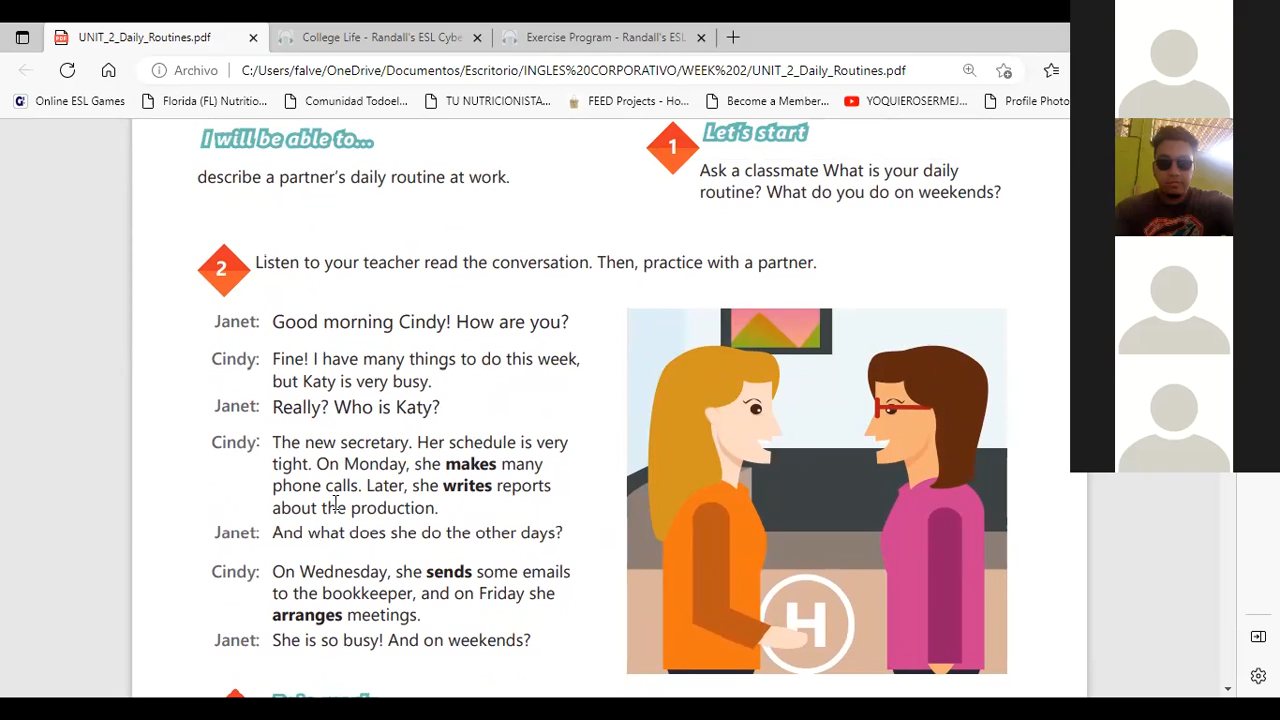 UNIT_2_Daily_Routines.pdf
College Life - Randall's ESL Cybe
Exercise Program - Randall's ESL
Archivo
C:/Users/falve/OneDrive/Documentos/Escritorio/INGLES%20CORPORATIVO/WEEK%202/UNIT_2_Daily_Routines.pdf
Online ESL Games
Florida (FL) Nutritio...
Comunidad Todoel...
TU NUTRICIONISTA...
FEED Projects - Ho...
Become a Member...
YOQUIEROSERMEJ...
Profile Photo
I will be able to...
describe a partner's daily routine at work.
1
Let's start
Ask a classmate What is your daily
routine? What do you do on weekends?
2
Listen to your teacher read the conversation. Then, practice with a partner.
Janet: Good morning Cindy! How are you?
Cindy: Fine! I have many things to do this week,
but Katy is very busy.
Janet: Really? Who is Katy?
Cindy: The new secretary. Her schedule is very
tight. On Monday, she makes many
phone calls. Later, she writes reports
about the production.
Janet: And what does she do the other days?
Cindy: On Wednesday, she sends some emails
to the bookkeeper, and on Friday she
arranges meetings.
Janet: She is so busy! And on weekends?
H